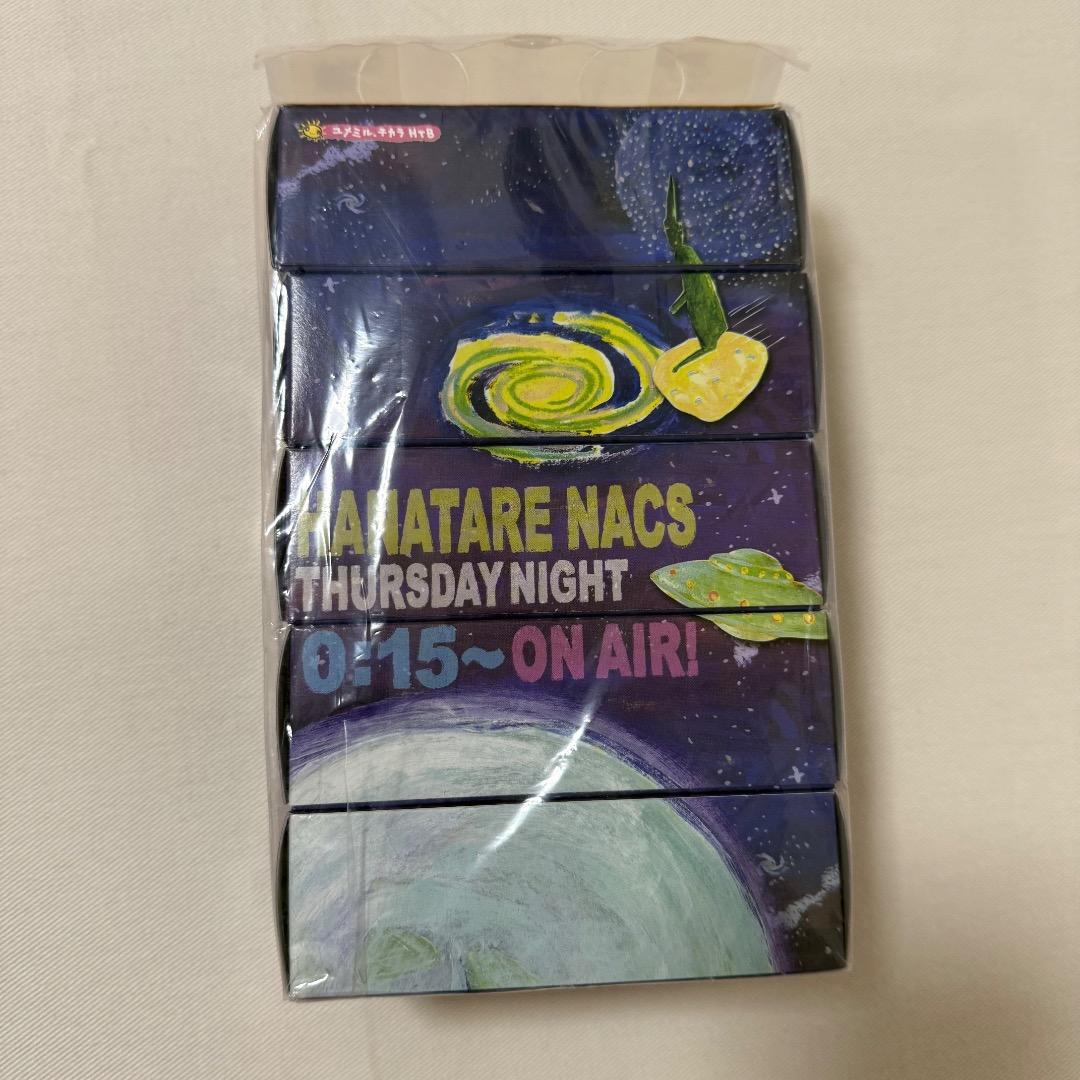 ユメミル、チカラ HTB
HANATARE NACS
THURSDAY NIGHT
0:15~ ON AIR!